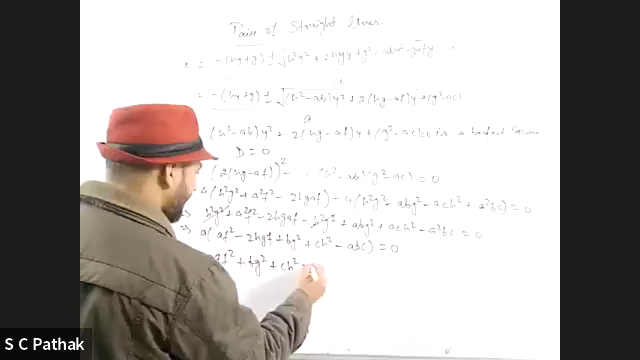 Pair of Straight lines.
x = -(hy+g) ± √h²y² + 2hgy + g² - aby² - 2afy ...
= -(hy+g) ± √(h²-ab)y² + 2(hg-af)y + (g²-ac)
a
(h²-ab)y² + 2(hg-af)y + (g²-ac) is a perfect square
D = 0
(2(hg-af))² - (h²-ab)(g²-ac) = 0
4(h²g² + a²f² - 2hgaf) - 4(h²g² - abg² - ach² + a²bc) = 0
⇒ h²g² + a²f² - 2hgaf - h²g² + abg² + ach² - a²bc = 0
⇒ a(af² - 2hgf + bg² + ch² - abc) = 0
af² + bg² + ch² -
S C Pathak